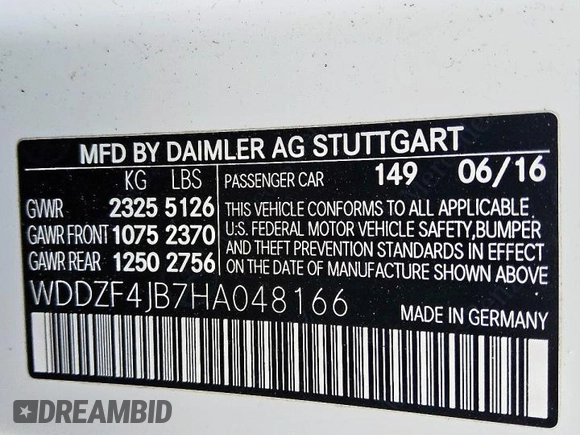 MFD BY DAIMLER AG STUTTGART
KG LBS
GVWR 2325 5126
GAWR FRONT 1075 2370
GAWR REAR 1250 2756
PASSENGER CAR 149 06/16
THIS VEHICLE CONFORMS TO ALL APPLICABLE
U.S. FEDERAL MOTOR VEHICLE SAFETY, BUMPER
AND THEFT PREVENTION STANDARDS IN EFFECT
ON THE DATE OF MANUFACTURE SHOWN ABOVE.
WDDZF4JB7HA048166
MADE IN GERMANY
DREAMBID